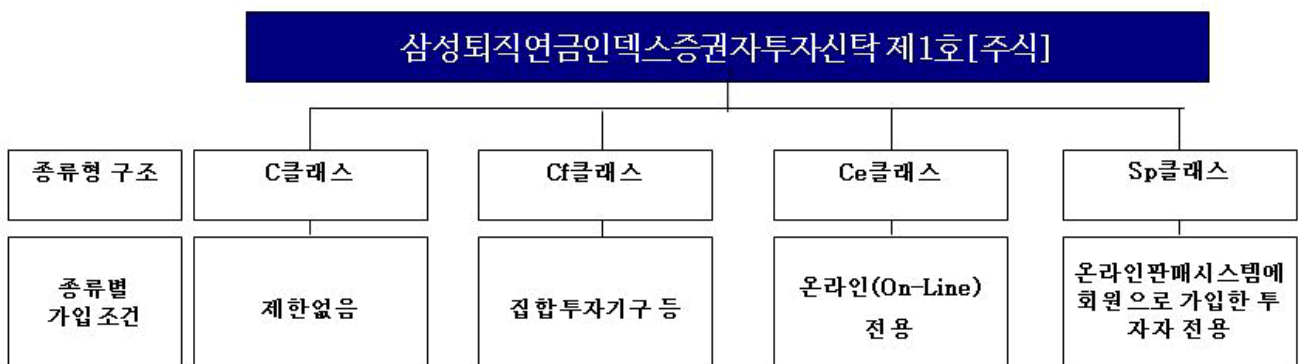 삼성퇴직연금인덱스증권자투자신탁 제1호[주식]
종류형 구조
C클래스
Cf클래스
Ce클래스
Sp클래스
종류별
가입 조건
제한없음
집합투자기구 등
온라인(On-Line)
전용
온라인판매시스템에
회원으로 가입한 투
자자 전용